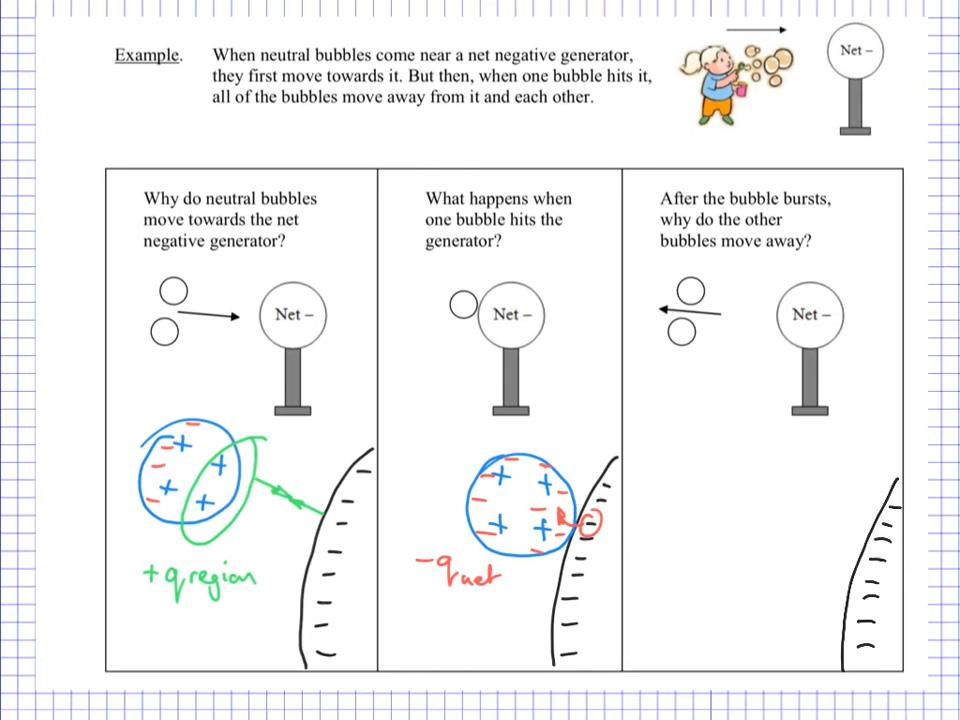 Example. When neutral bubbles come near a net negative generator,
they first move towards it. But then, when one bubble hits it,
all of the bubbles move away from it and each other.
Net –
Why do neutral bubbles
move towards the net
negative generator?
Net –
+ q region
What happens when
one bubble hits the
generator?
Net –
– q net
After the bubble bursts,
why do the other
bubbles move away?
Net –